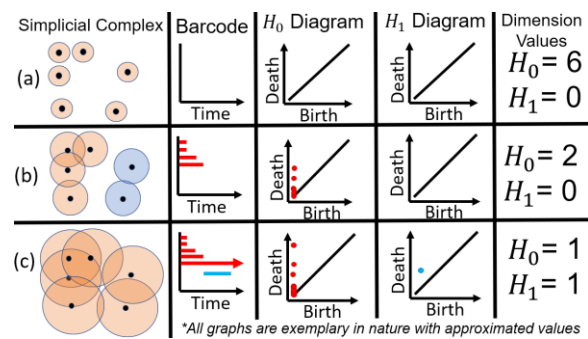 Simplicial Complex Barcode H₀ Diagram H₁ Diagram Dimension Values
(a) Time Death Birth Death Birth H₀ = 6
H₁ = 0
(b) Time Death Birth Death Birth H₀ = 2
H₁ = 0
(c) Time Death Birth Death Birth H₀ = 1
H₁ = 1
*All graphs are exemplary in nature with approximated values